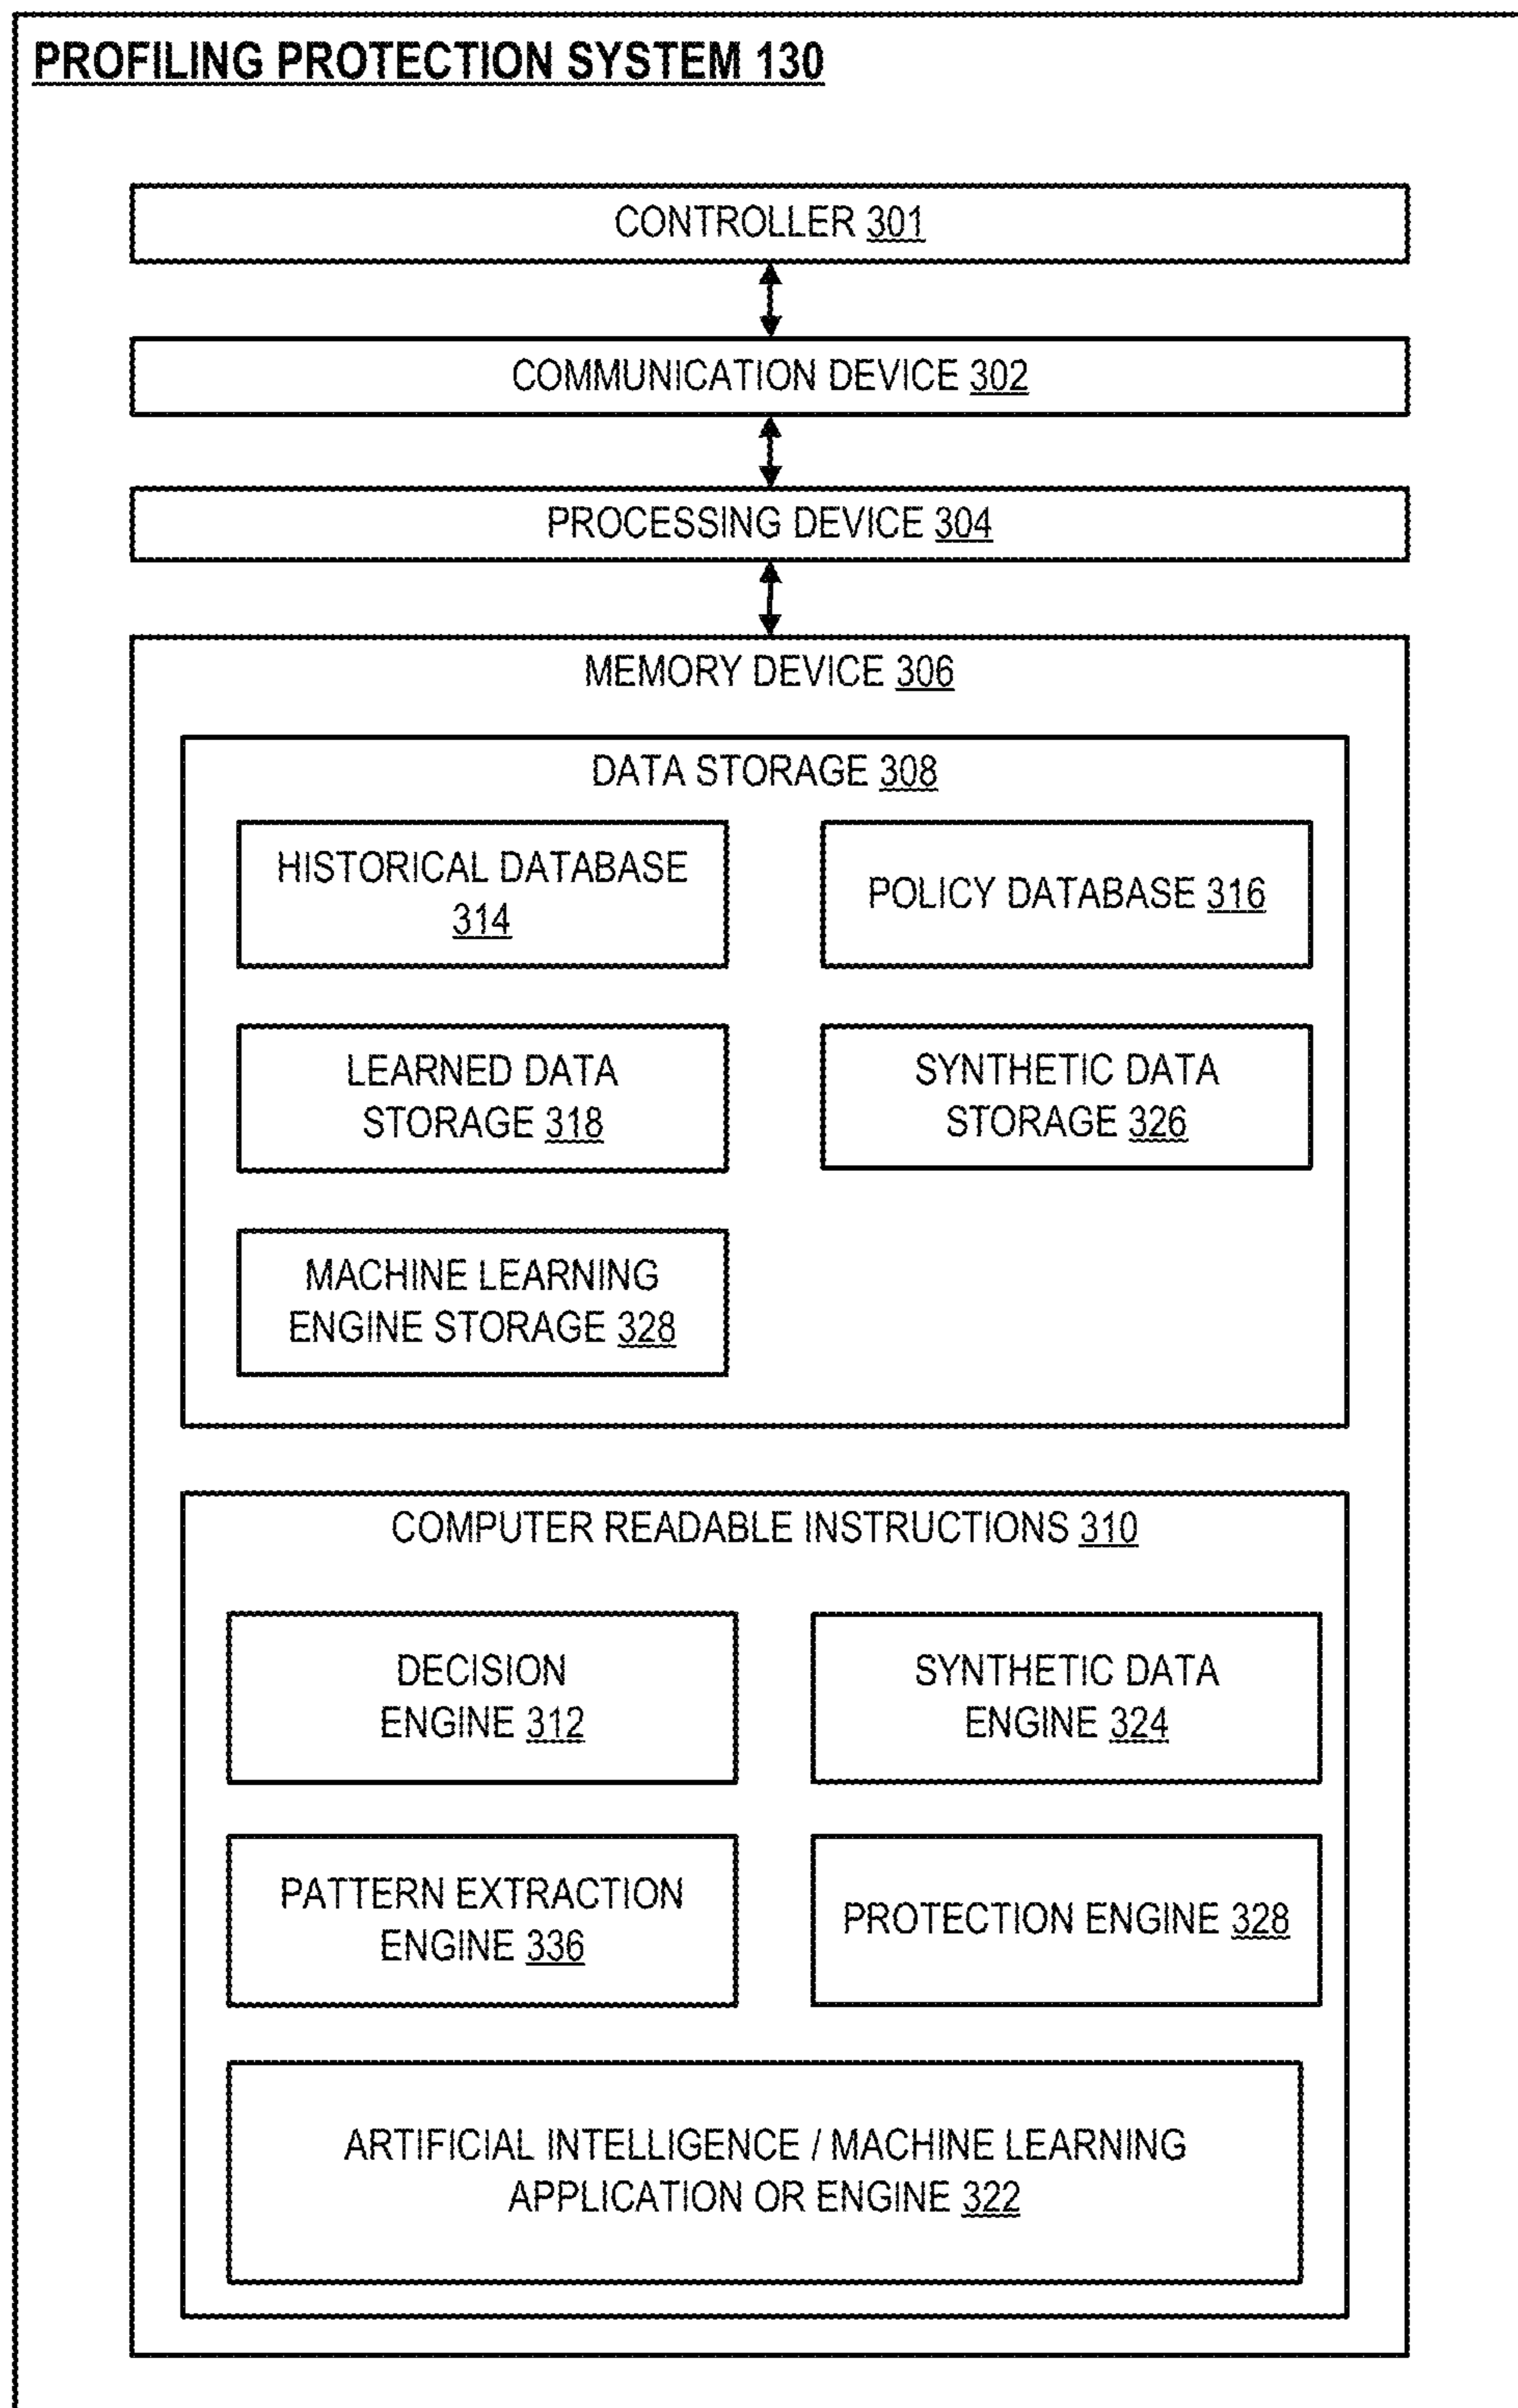 PROFILING PROTECTION SYSTEM 130
CONTROLLER 301
COMMUNICATION DEVICE 302
PROCESSING DEVICE 304
MEMORY DEVICE 306
DATA STORAGE 308
HISTORICAL DATABASE
314
POLICY DATABASE 316
LEARNED DATA
STORAGE 318
SYNTHETIC DATA
STORAGE 326
MACHINE LEARNING
ENGINE STORAGE 328
COMPUTER READABLE INSTRUCTIONS 310
DECISION
ENGINE 312
SYNTHETIC DATA
ENGINE 324
PATTERN EXTRACTION
ENGINE 336
PROTECTION ENGINE 328
ARTIFICIAL INTELLIGENCE / MACHINE LEARNING
APPLICATION OR ENGINE 322